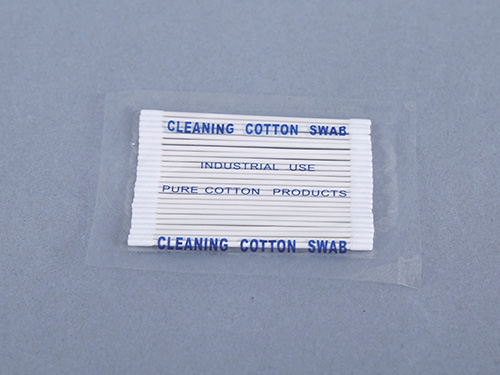 CLEANING COTTON SWAB
INDUSTRIAL USE
PURE COTTON PRODUCTS
CLEANING COTTON SWAB